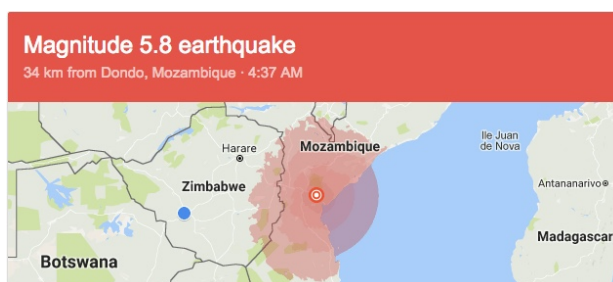 Magnitude 5.8 earthquake
34 km from Dondo, Mozambique · 4:37 AM
Harare
Mozambique
Ile Juan
de Nova
Zimbabwe
Antananarivo
Madagascar
Botswana